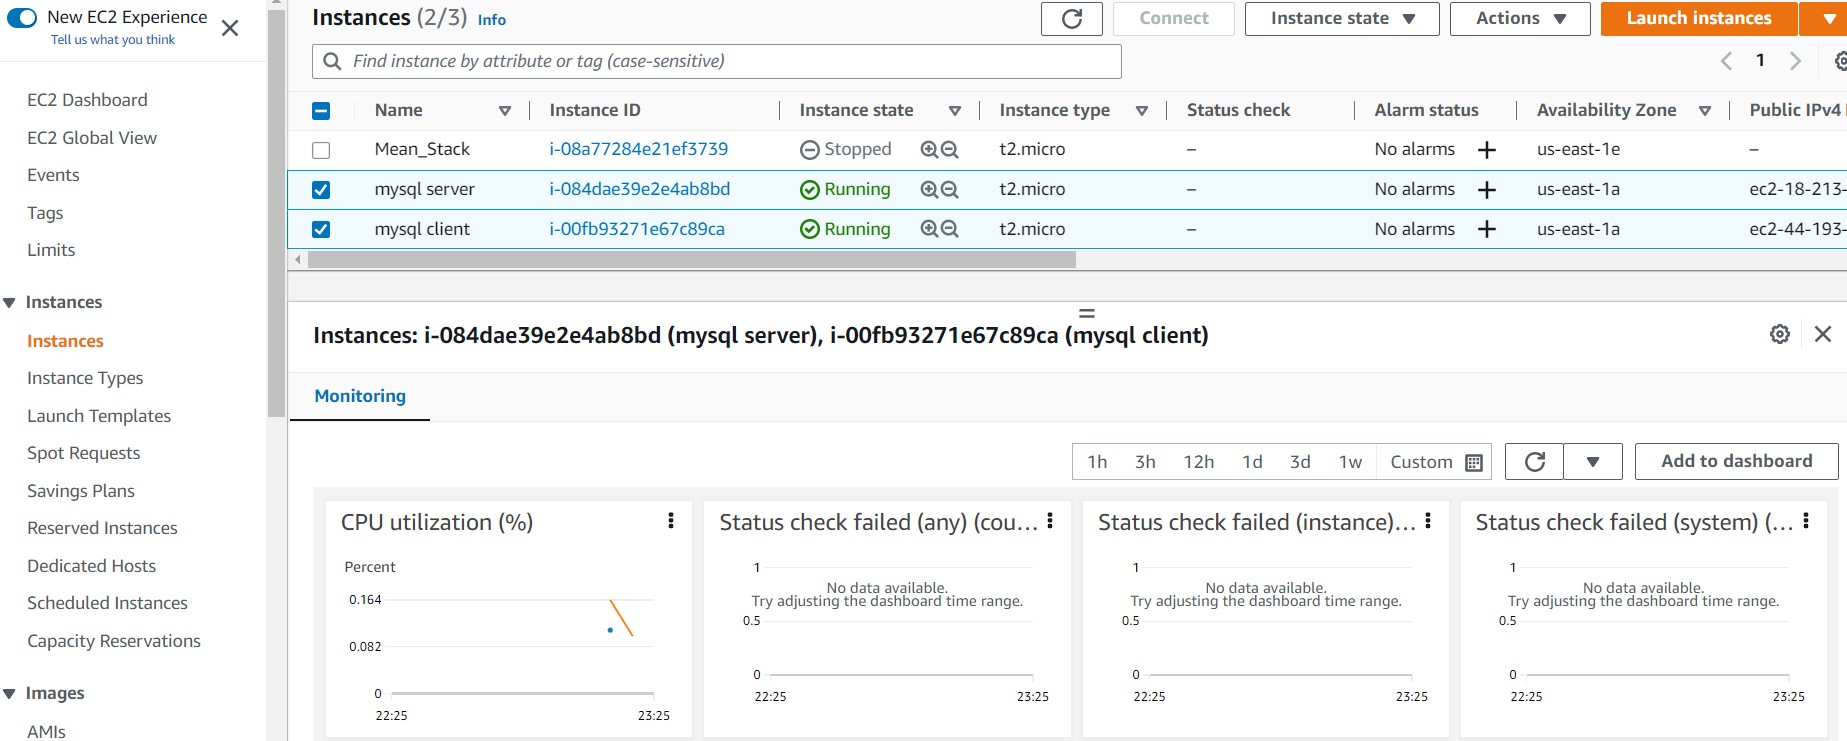 New EC2 Experience
Tell us what you think
EC2 Dashboard
EC2 Global View
Events
Tags
Limits
Instances
Instances
Instance Types
Launch Templates
Spot Requests
Savings Plans
Reserved Instances
Dedicated Hosts
Scheduled Instances
Capacity Reservations
Images
AMIs
Instances (2/3) Info
Connect Instance state Actions Launch instances
Find instance by attribute or tag (case-sensitive)
1
Name Instance ID Instance state Instance type Status check Alarm status Availability Zone Public IPv4
Mean_Stack i-08a77284e21ef3739 Stopped t2.micro – No alarms + us-east-1e –
mysql server i-084dae39e2e4ab8bd Running t2.micro – No alarms + us-east-1a ec2-18-213-
mysql client i-00fb93271e67c89ca Running t2.micro – No alarms + us-east-1a ec2-44-193-
Instances: i-084dae39e2e4ab8bd (mysql server), i-00fb93271e67c89ca (mysql client)
Monitoring
1h 3h 12h 1d 3d 1w Custom Add to dashboard
CPU utilization (%)
Percent
0.164
0.082
0
22:25 23:25
Status check failed (any) (cou...
1
No data available.
Try adjusting the dashboard time range.
0.5
0
22:25 23:25
Status check failed (instance)...
1
No data available.
Try adjusting the dashboard time range.
0.5
0
22:25 23:25
Status check failed (system) (...
1
No data available.
Try adjusting the dashboard time range.
0.5
0
22:25 23:25